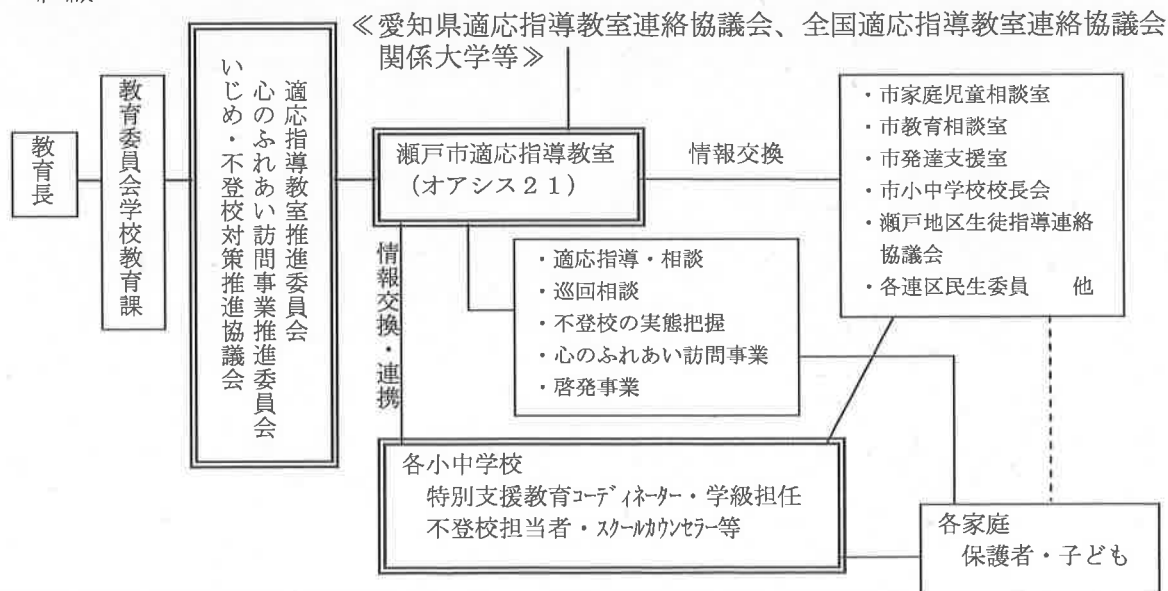 ≪愛知県適応指導教室連絡協議会、全国適応指導教室連絡協議会
関係大学等≫
教育長
教育委員会学校教育課
適応指導教室推進委員会
心のふれあい訪問事業推進委員会
いじめ・不登校対策推進協議会
瀬戸市適応指導教室
（オアシス２１）
情報交換
・市家庭児童相談室
・市教育相談室
・市発達支援室
・市小中学校校長会
・瀬戸地区生徒指導連絡
協議会
・各連区民生委員　他
情報交換・連携
・適応指導・相談
・巡回相談
・不登校の実態把握
・心のふれあい訪問事業
・啓発事業
各小中学校
特別支援教育ｺｰﾃﾞｨﾈｰﾀｰ・学級担任
不登校担当者・ｽｸｰﾙｶｳﾝｾﾗｰ等
各家庭
保護者・子ども